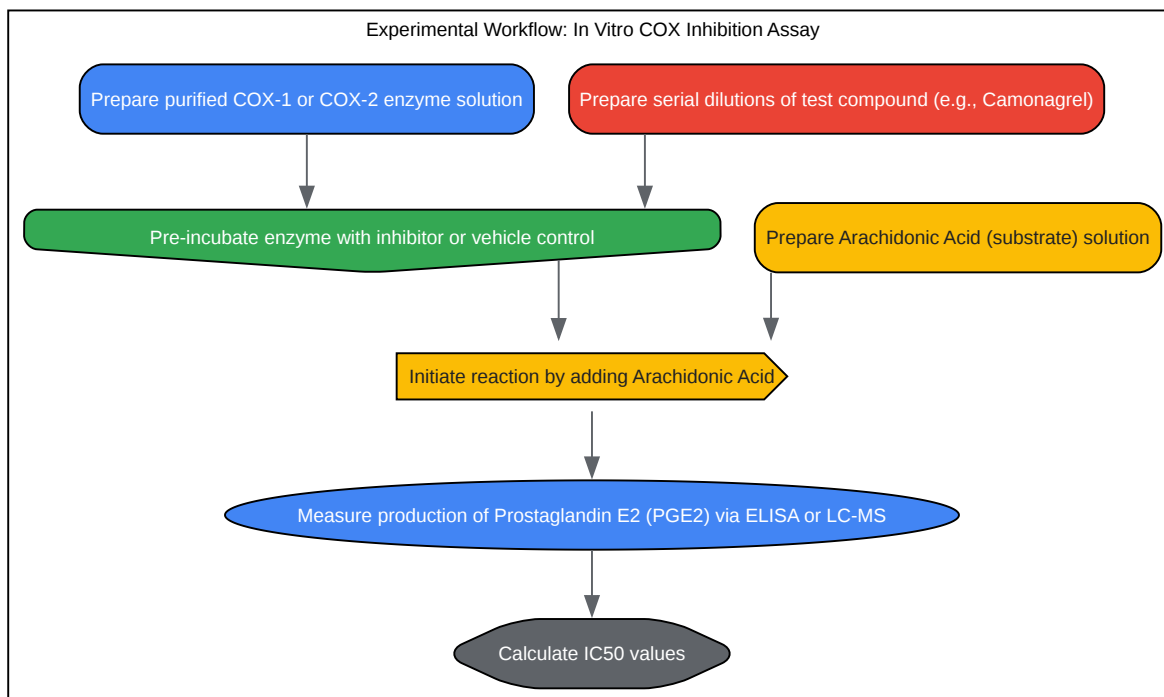 Experimental Workflow: In Vitro COX Inhibition Assay
Prepare purified COX-1 or COX-2 enzyme solution
Prepare serial dilutions of test compound (e.g., Camonagrel)
Pre-incubate enzyme with inhibitor or vehicle control
Prepare Arachidonic Acid (substrate) solution
Initiate reaction by adding Arachidonic Acid
Measure production of Prostaglandin E2 (PGE2) via ELISA or LC-MS
Calculate IC50 values